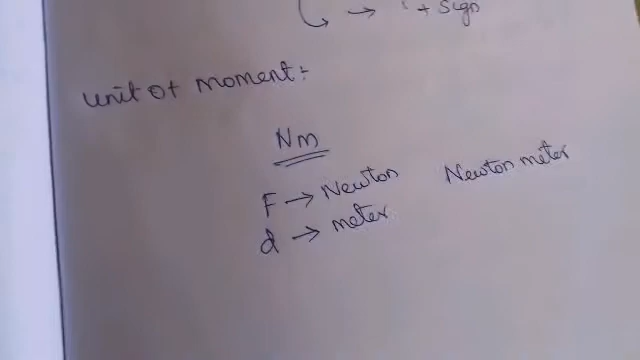 → + Sign
Unit of moment:-
Nm
F → Newton Newton meter
d → meter